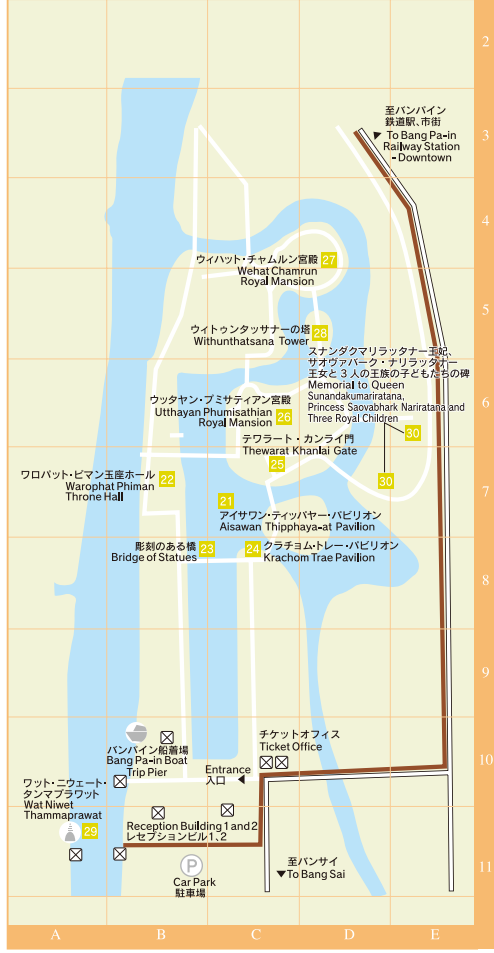 2
至バンパイン
鉄道駅、市街
To Bang Pa-in
Railway Station
- Downtown
3
4
ウィハット・チャムルン宮殿 27
Wehat Chamrun
Royal Mansion
5
ウィトゥンタッサナーの塔 28
Withunthatsana Tower
スナンダクマリラッタナー王妃、
サオヴァパーク・ナリラッタナー
王女と3人の王族の子どもたちの碑
Memorial to Queen
Sunandakumariratana,
Princess Saovabhark Nariratana and
Three Royal Children
30
30
6
ウッタヤン・プミサティアン宮殿
Utthayan Phumisathian 26
Royal Mansion
テワラート・カンライ門
Thewarat Khanlai Gate
25
ワロパット・ピマン玉座ホール
Warophat Phiman 22
Throne Hall
7
21
アイサワン・ティッパヤー・パビリオン
Aisawan Thipphaya-at Pavilion
彫刻のある橋 23
Bridge of Statues
24 クラチョム・トレー・パビリオン
Krachom Trae Pavilion
8
9
チケットオフィス
Ticket Office
バンパイン船着場
Bang Pa-in Boat
Trip Pier
10
Entrance
入口
ワット・ニウェート・
タンマプラワット
Wat Niwet
Thammaprawat
29
Reception Building 1 and 2
レセプションビル1、2
P
Car Park
駐車場
至バンサイ
To Bang Sai
11
A B C D E